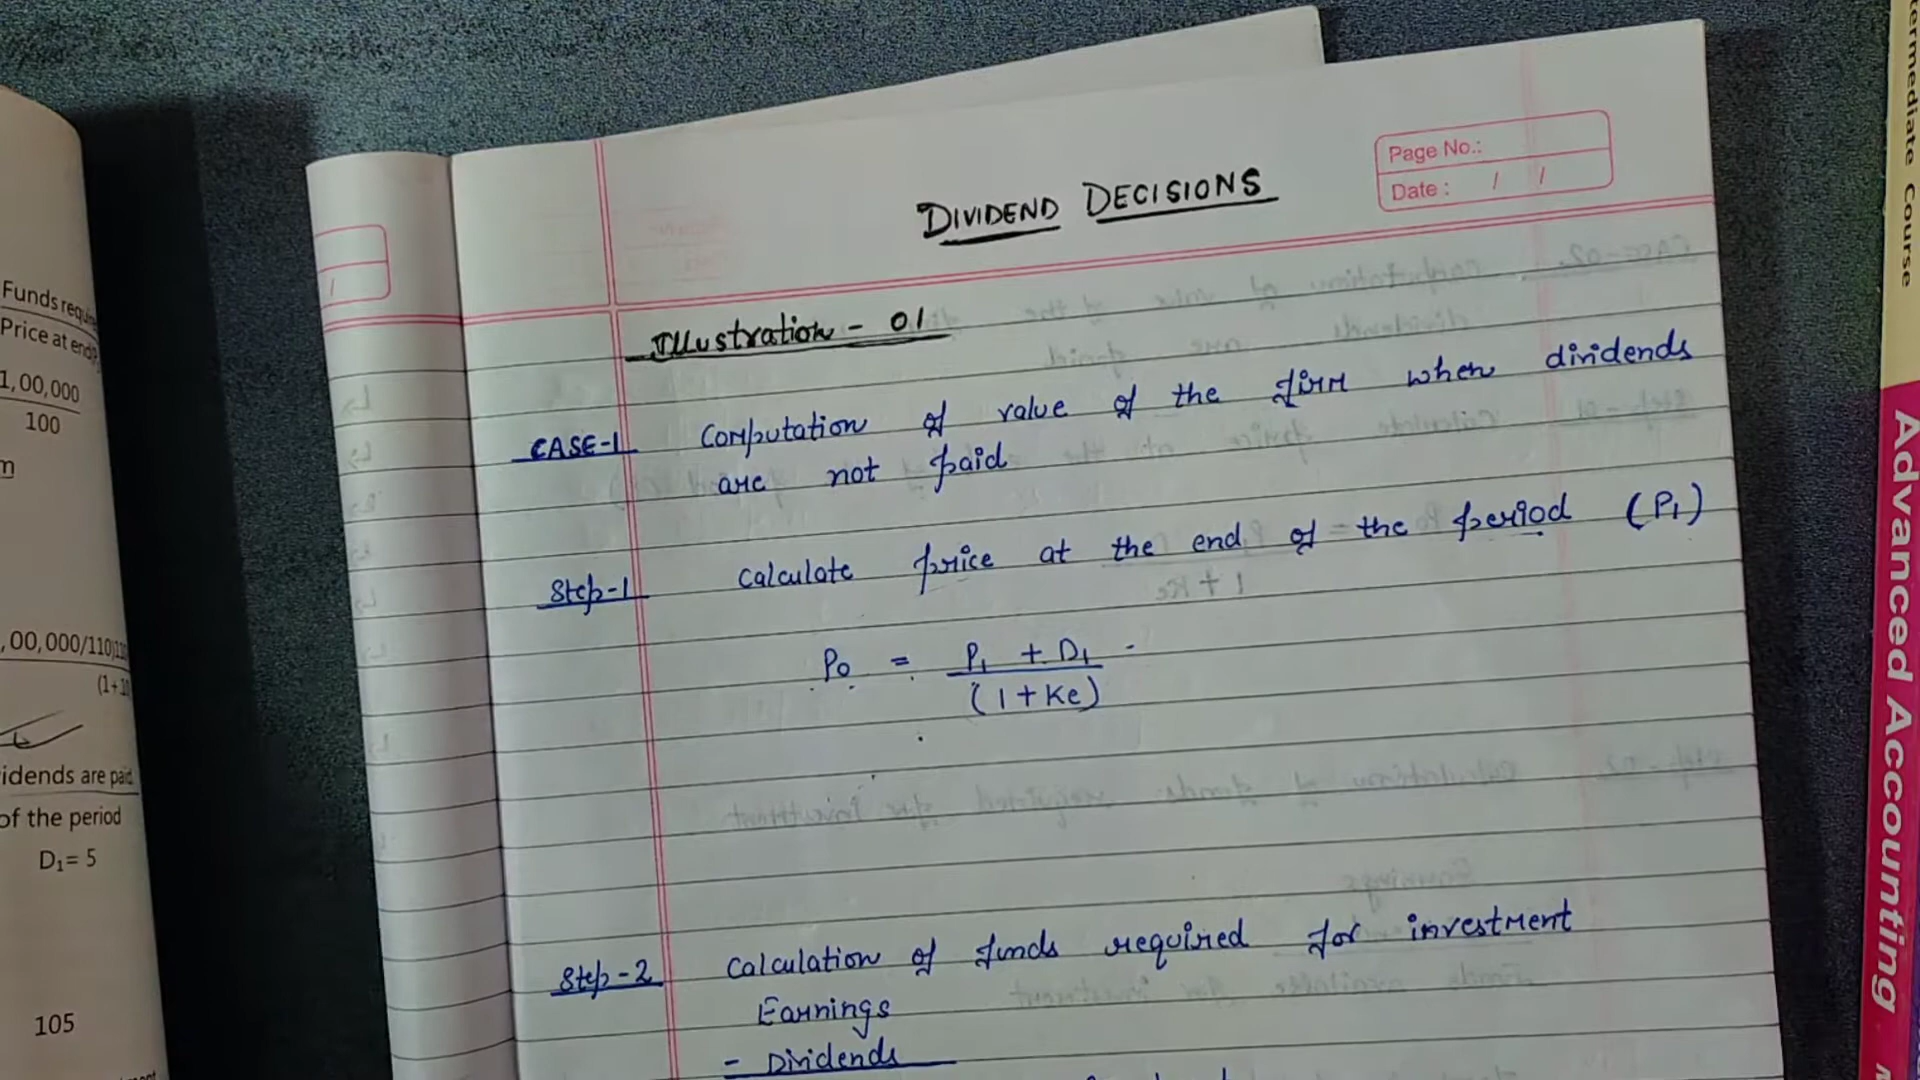 Funds
Price at end
1,00,000
100
,00,000/110
(1+
idends are paid
of the period
D₁= 5
105
Page No.:
Date: / /
DIVIDEND DECISIONS
Illustration - 01
CASE-1 Computation of value of the firm when dividends
are not paid
Step-1 Calculate price at the end of the period (P₁)
P₀ = P₁ + D₁
(1+Ke)
Step-2 Calculation of funds required for investment
Earnings
- Dividends
termediate Course
Advanced Accounting